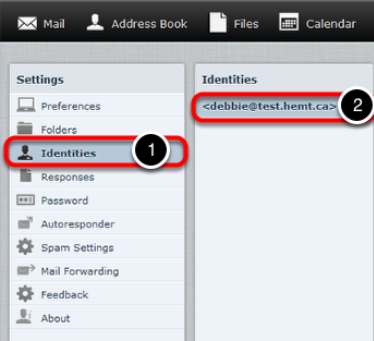 Mail Address Book Files Calendar
Settings
Preferences
Folders
Identities 1
Responses
Password
Autoresponder
Spam Settings
Mail Forwarding
Feedback
About
Identities
<debbie@test.hemt.ca> 2